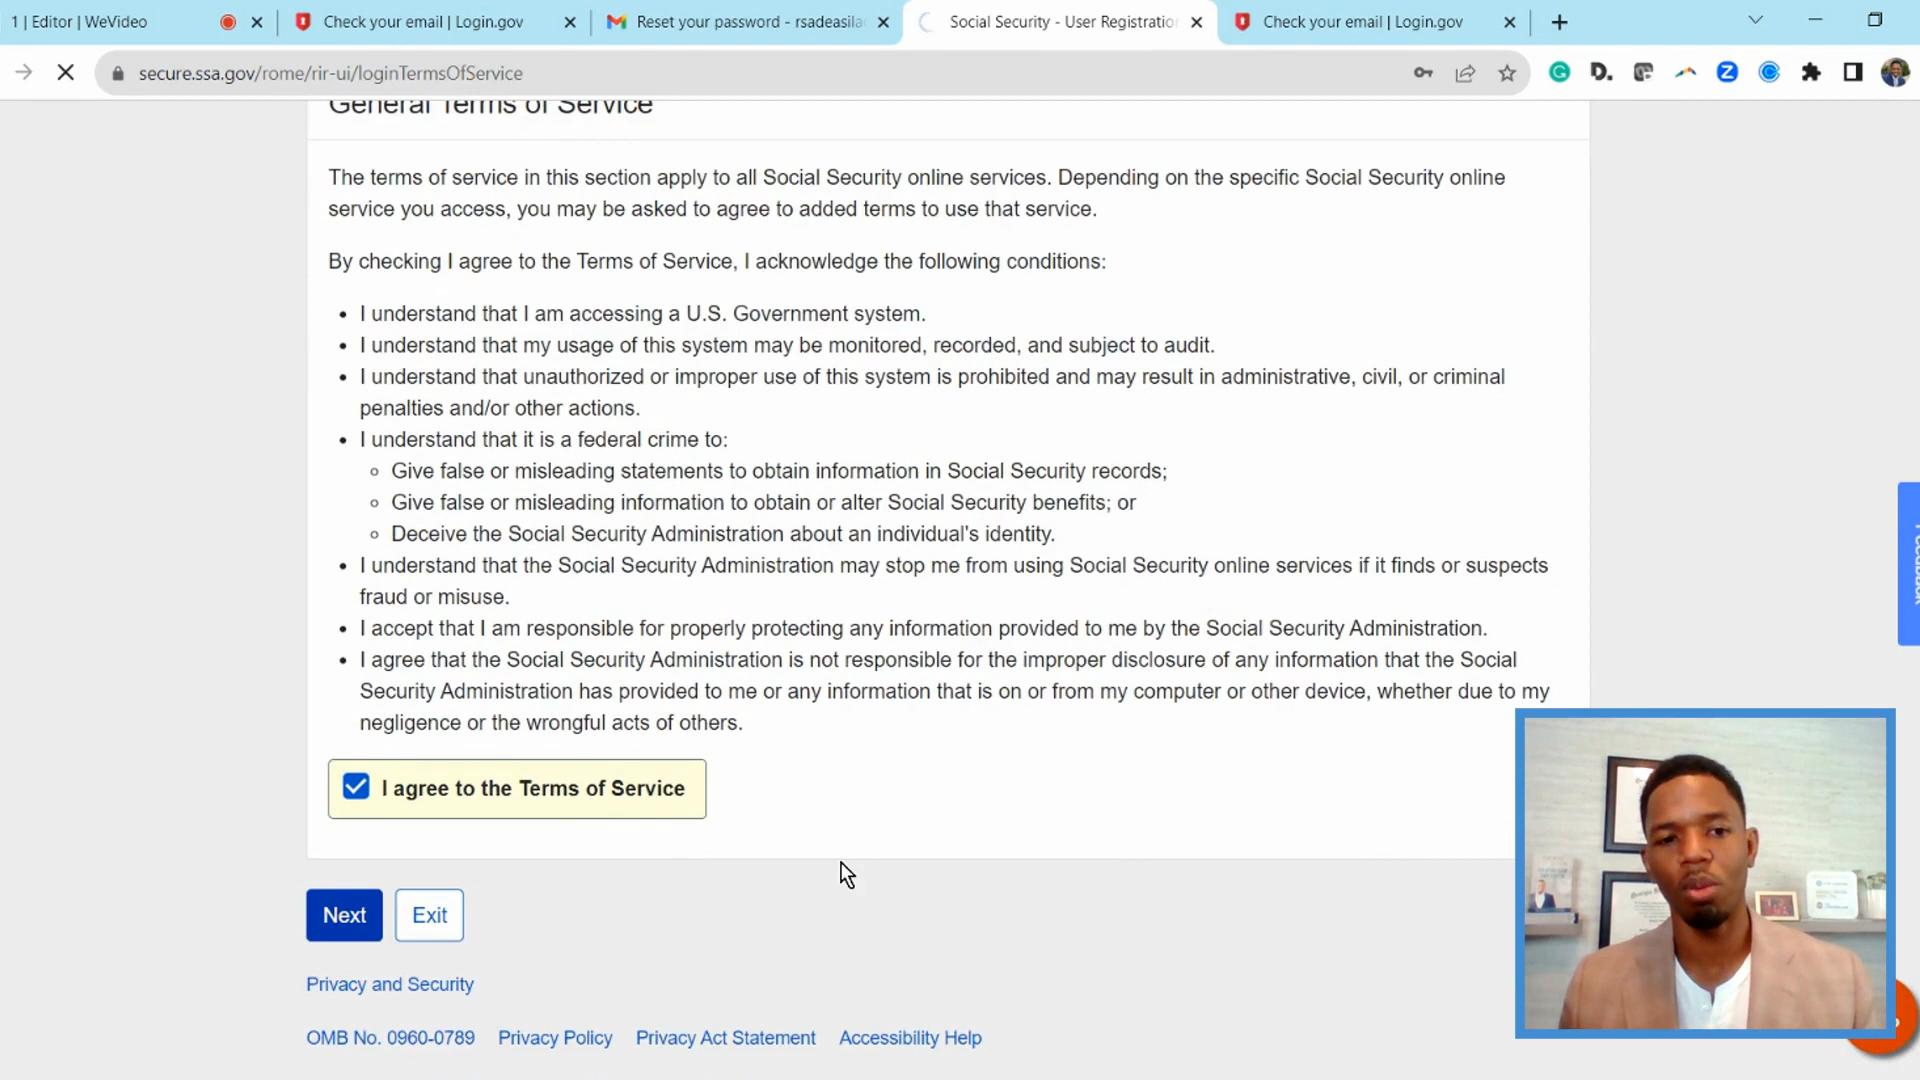 1 | Editor | WeVideo
Check your email | Login.gov
Reset your password - rsadeasila
Social Security - User Registration
Check your email | Login.gov
secure.ssa.gov/rome/rir-ui/loginTermsOfService
General Terms of Service
The terms of service in this section apply to all Social Security online services. Depending on the specific Social Security online
service you access, you may be asked to agree to added terms to use that service.
By checking I agree to the Terms of Service, I acknowledge the following conditions:
• I understand that I am accessing a U.S. Government system.
• I understand that my usage of this system may be monitored, recorded, and subject to audit.
• I understand that unauthorized or improper use of this system is prohibited and may result in administrative, civil, or criminal
penalties and/or other actions.
• I understand that it is a federal crime to:
◦ Give false or misleading statements to obtain information in Social Security records;
◦ Give false or misleading information to obtain or alter Social Security benefits; or
◦ Deceive the Social Security Administration about an individual's identity.
• I understand that the Social Security Administration may stop me from using Social Security online services if it finds or suspects
fraud or misuse.
• I accept that I am responsible for properly protecting any information provided to me by the Social Security Administration.
• I agree that the Social Security Administration is not responsible for the improper disclosure of any information that the Social
Security Administration has provided to me or any information that is on or from my computer or other device, whether due to my
negligence or the wrongful acts of others.
I agree to the Terms of Service
Next
Exit
Privacy and Security
OMB No. 0960-0789
Privacy Policy
Privacy Act Statement
Accessibility Help
Feedback